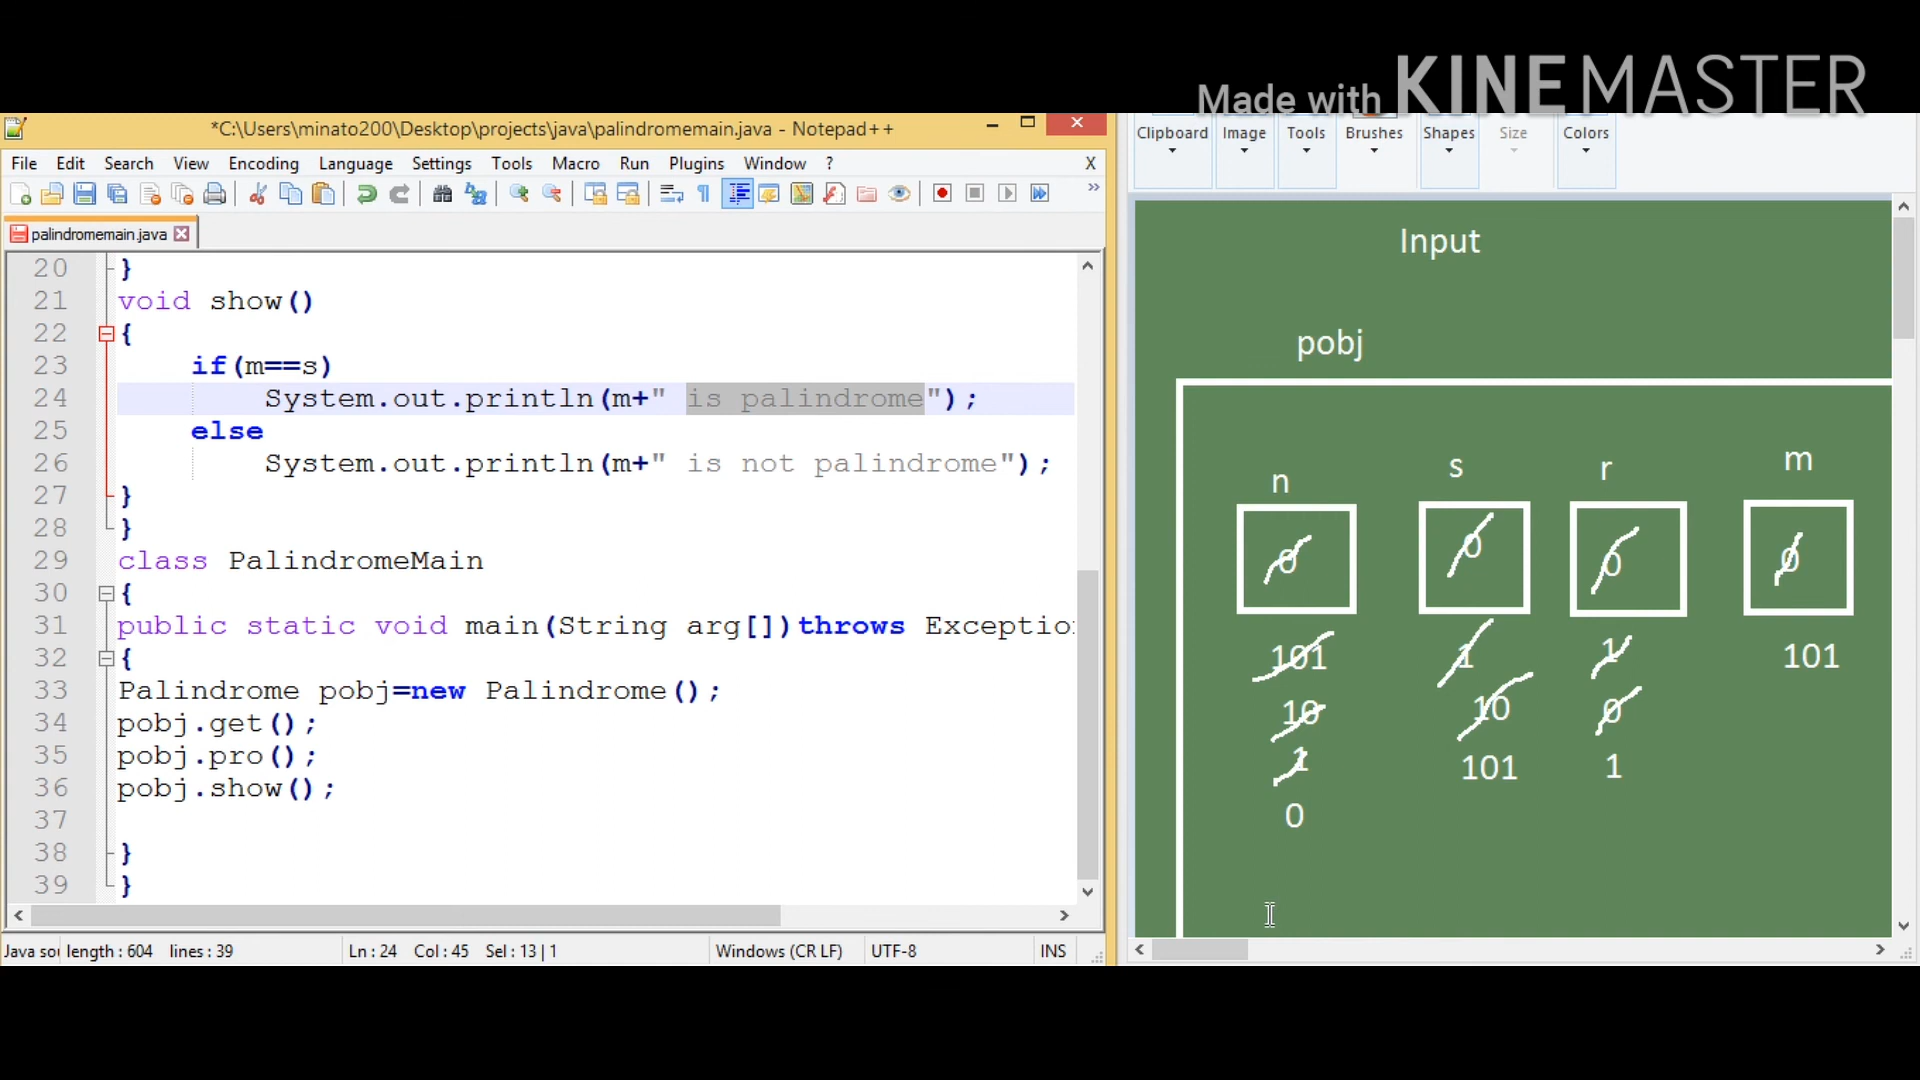 Made with KINEMASTER
*C:\Users\minato200\Desktop\projects\java\palindromemain.java - Notepad++
File Edit Search View Encoding Language Settings Tools Macro Run Plugins Window ? X
palindromemain.java
20 }
21 void show()
22 {
23 if(m==s)
24 System.out.println(m+" is palindrome");
25 else
26 System.out.println(m+" is not palindrome");
27 }
28 }
29 class PalindromeMain
30 {
31 public static void main(String arg[])throws Exceptio
32 {
33 Palindrome pobj=new Palindrome();
34 pobj.get();
35 pobj.pro();
36 pobj.show();
37
38 }
39 }
Java so length : 604 lines : 39 Ln : 24 Col : 45 Sel : 13 | 1 Windows (CR LF) UTF-8 INS
Clipboard Image Tools Brushes Shapes Size Colors
Input
pobj
n s r m
0 0 0 0
101 1 1 101
10 10 0
1 101 1
0